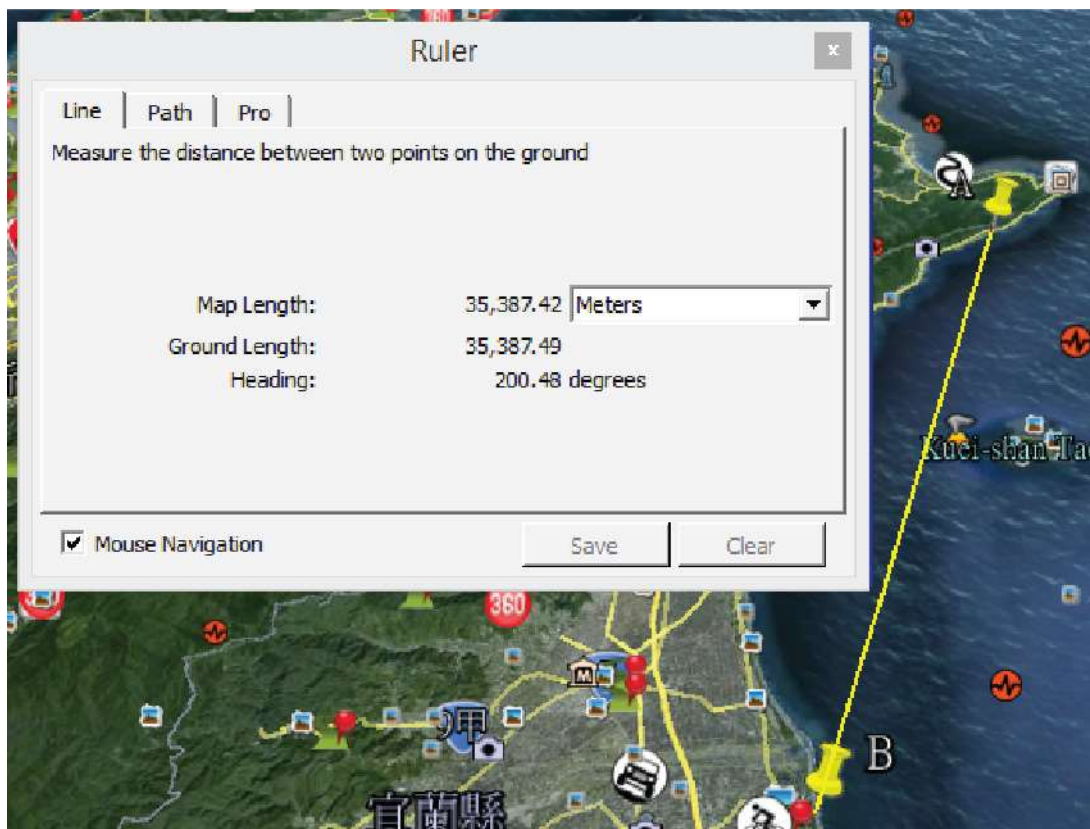 Ruler
x
Line Path Pro
Measure the distance between two points on the ground
Map Length: 35,387.42 Meters
Ground Length: 35,387.49
Heading: 200.48 degrees
Kuei-shan Tao
Mouse Navigation Save Clear
360
M
B
宜蘭縣